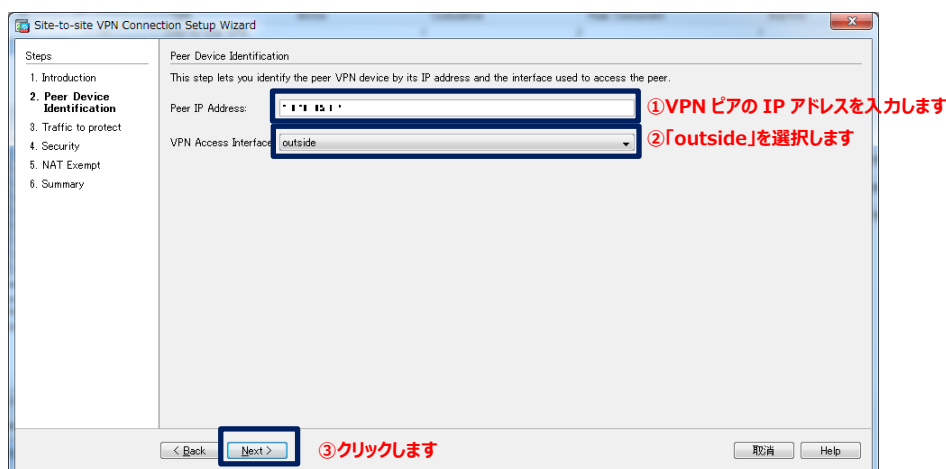 Site-to-site VPN Connection Setup Wizard
Steps
1. Introduction
2. Peer Device
Identification
3. Traffic to protect
4. Security
5. NAT Exempt
6. Summary
Peer Device Identification
This step lets you identify the peer VPN device by its IP address and the interface used to access the peer.
Peer IP Address:
①VPN ピアの IP アドレスを入力します
VPN Access Interface
outside
②「outside」を選択します
< Back
Next >
③クリックします
取消
Help